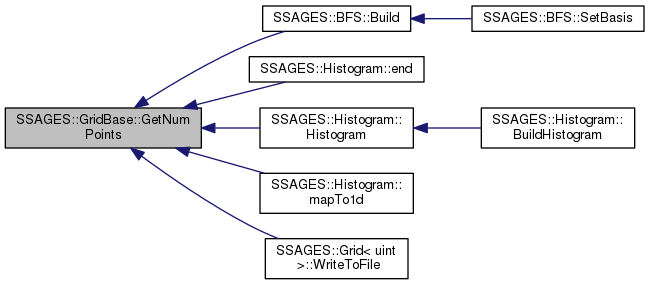 SSAGES::BFS::Build
SSAGES::BFS::SetBasis
SSAGES::Histogram::end
SSAGES::GridBase::GetNum
Points
SSAGES::Histogram::
Histogram
SSAGES::Histogram::
BuildHistogram
SSAGES::Histogram::
mapTo1d
SSAGES::Grid< uint
>::WriteToFile